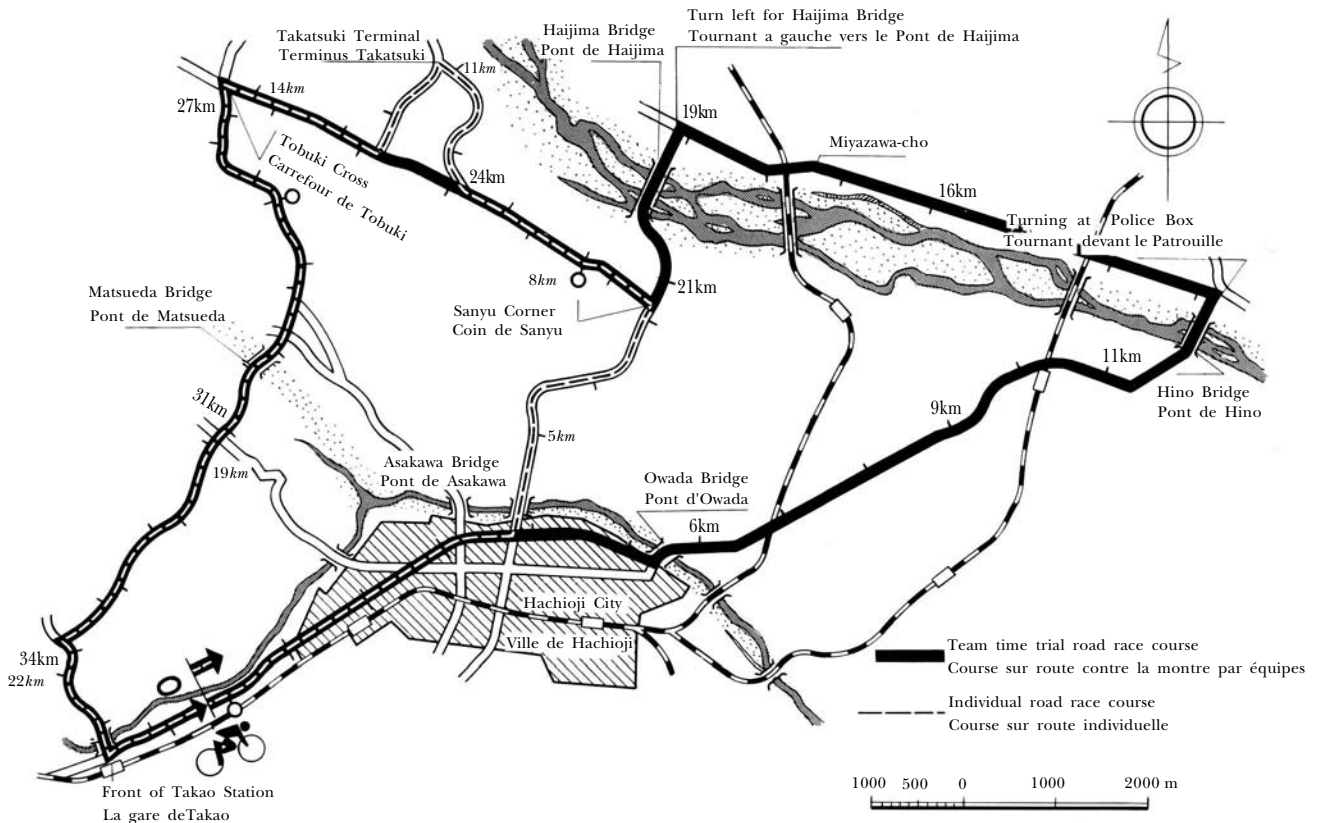 Takatsuki Terminal
Terminus Takatsuki
Haijima Bridge
Pont de Haijima
Turn left for Haijima Bridge
Tournant a gauche vers le Pont de Haijima
11km
14km
27km
19km
Tobuki Cross
Carrefour de Tobuki
24km
Miyazawa-cho
16km
Turning at Police Box
Tournant devant le Patrouille
8km
21km
Matsueda Bridge
Pont de Matsueda
Sanyu Corner
Coin de Sanyu
11km
Hino Bridge
Pont de Hino
31km
9km
5km
19km
Asakawa Bridge
Pont de Asakawa
Owada Bridge
Pont d'Owada
6km
Hachioji City
Ville de Hachioji
34km
22km
Team time trial road race course
Course sur route contre la montre par équipes
Individual road race course
Course sur route individuelle
Front of Takao Station
La gare deTakao
1000 500 0 1000 2000 m